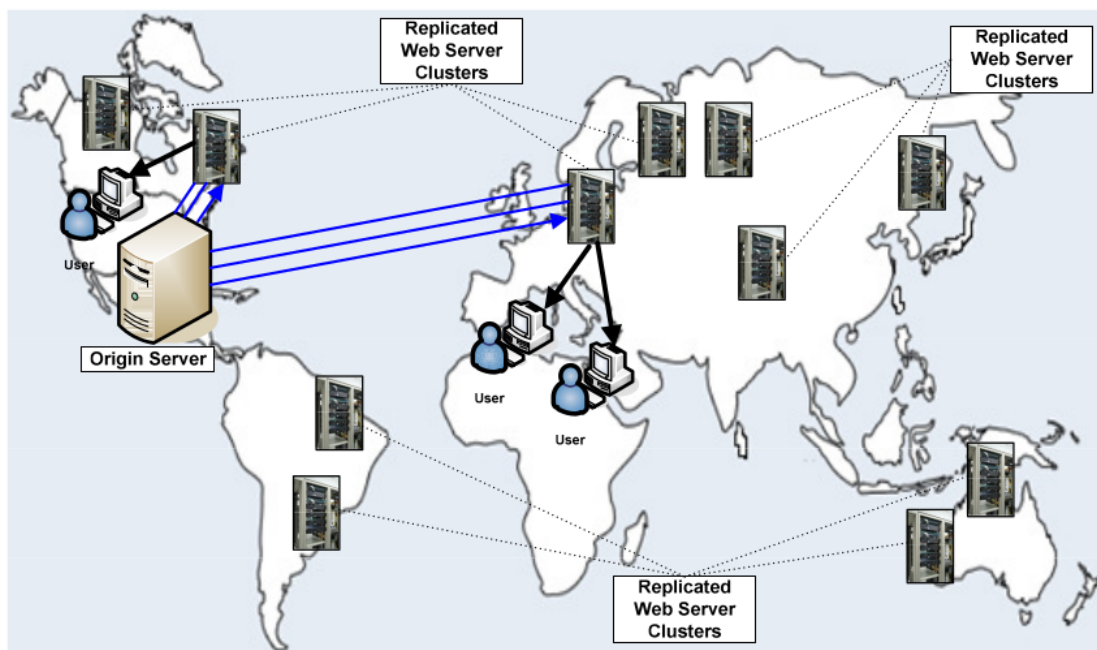 Replicated
Web Server
Clusters
Replicated
Web Server
Clusters
User
Origin Server
User
User
Replicated
Web Server
Clusters